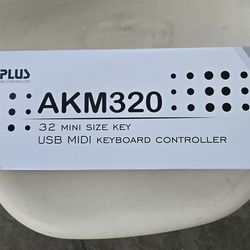 PLUS
AKM320
32 MINI SIZE KEY
USB MIDI KEYBOARD CONTROLLER